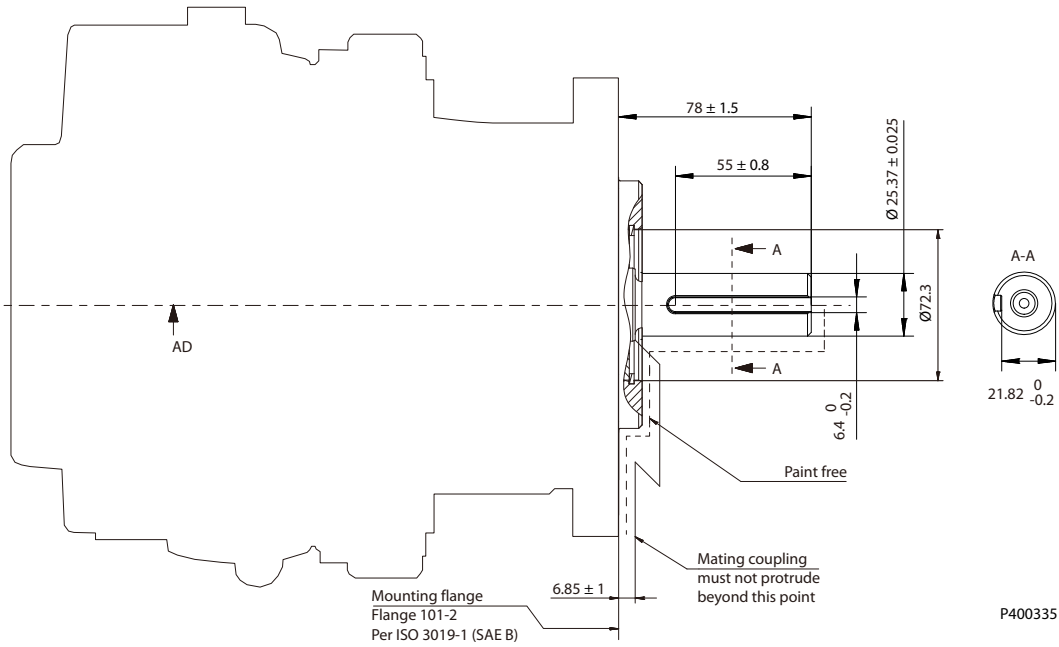 78 ± 1.5
55 ± 0.8
Ø 25.37 ± 0.025
A
A-A
Ø72.3
AD
A
21.82 0 -0.2
6.4 0 -0.2
Paint free
Mating coupling
must not protrude
beyond this point
6.85 ± 1
Mounting flange
Flange 101-2
Per ISO 3019-1 (SAE B)
P400335